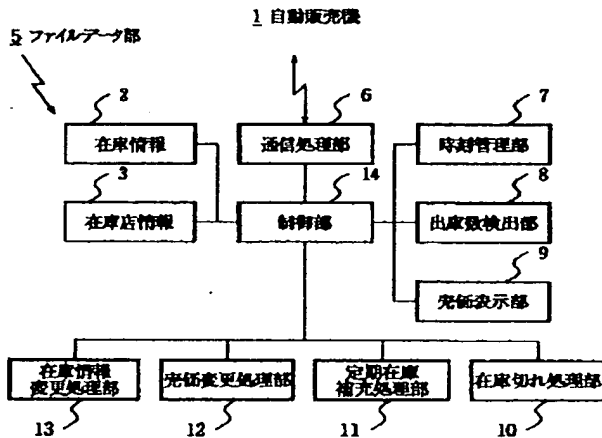 1 自動販売機
5 ファイルデータ部
2
6
7
在庫情報
通信処理部
時刻管理部
3
14
8
在庫店情報
制御部
出庫数検出部
9
売価表示部
在庫情報
変更処理部
売価変更処理部
定期在庫
補充処理部
在庫切れ処理部
13
12
11
10